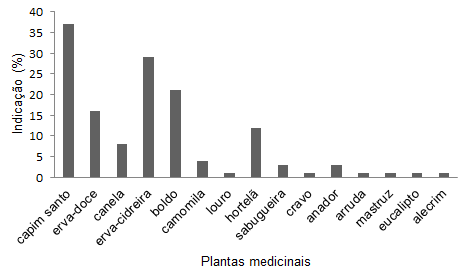 40
35
30
25
20
15
10
5
0
Indicação (%)
capim santo
erva-doce
canela
erva-cidreira
boldo
camomila
louro
hortelã
sabugueira
cravo
anador
arruda
mastruz
eucalipto
alecrim
Plantas medicinais